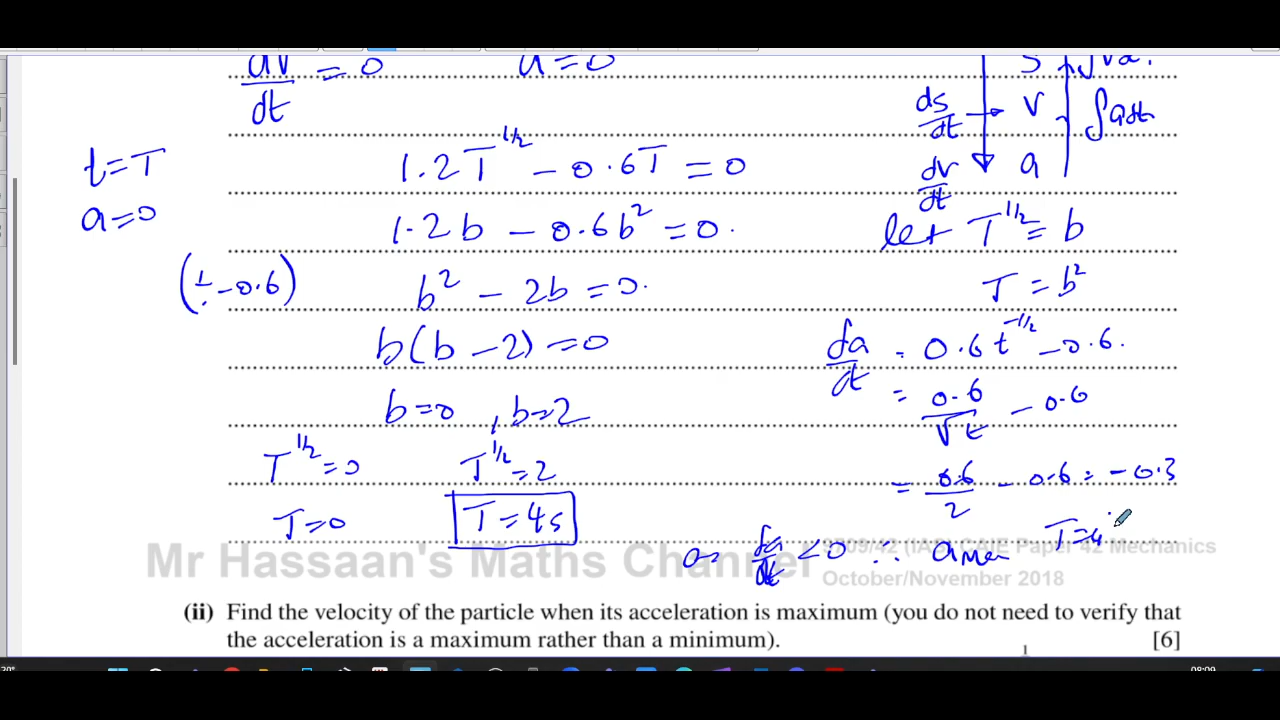 dv/dt = 0 a = 0
ds/dt → v ∫a dt
t = T 1.2T^1/2 − 0.6T = 0 dv/dt a
a = 0 1.2b − 0.6b² = 0. let T^1/2 = b
(÷ −0.6) b² − 2b = 0. T = b²
b(b − 2) = 0 da/dt = 0.6t^-1/2 − 0.6.
b = 0, b = 2 = 0.6/√t − 0.6
T^1/2 = 0 T^1/2 = 2 = 0.6/2 − 0.6 = −0.3
T = 0 T = 4s T = 4
da/dt < 0 ∴ a max
Mr Hassaan's Maths Channel 9709/42 (IAL) CAIE Paper 42 Mechanics
October/November 2018
(ii) Find the velocity of the particle when its acceleration is maximum (you do not need to verify that
the acceleration is a maximum rather than a minimum). [6]
08:09